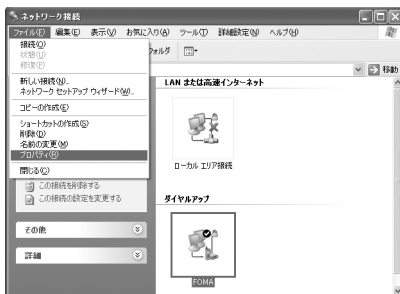 ネットワーク接続
ファイル(F) 編集(E) 表示(V) お気に入り(A) ツール(T) 詳細設定(N) ヘルプ(H)
接続(O)
状態(U)
修復(P)
新しい接続(N)...
ネットワーク セットアップ ウィザード(W)...
コピーの作成(C)
ショートカットの作成(S)
削除(D)
名前の変更(M)
プロパティ(R)
閉じる(C)
フォルダ
移動
LAN または高速インターネット
ローカル エリア接続
この接続を削除する
この接続の設定を変更する
ダイヤルアップ
その他
詳細
FOMA